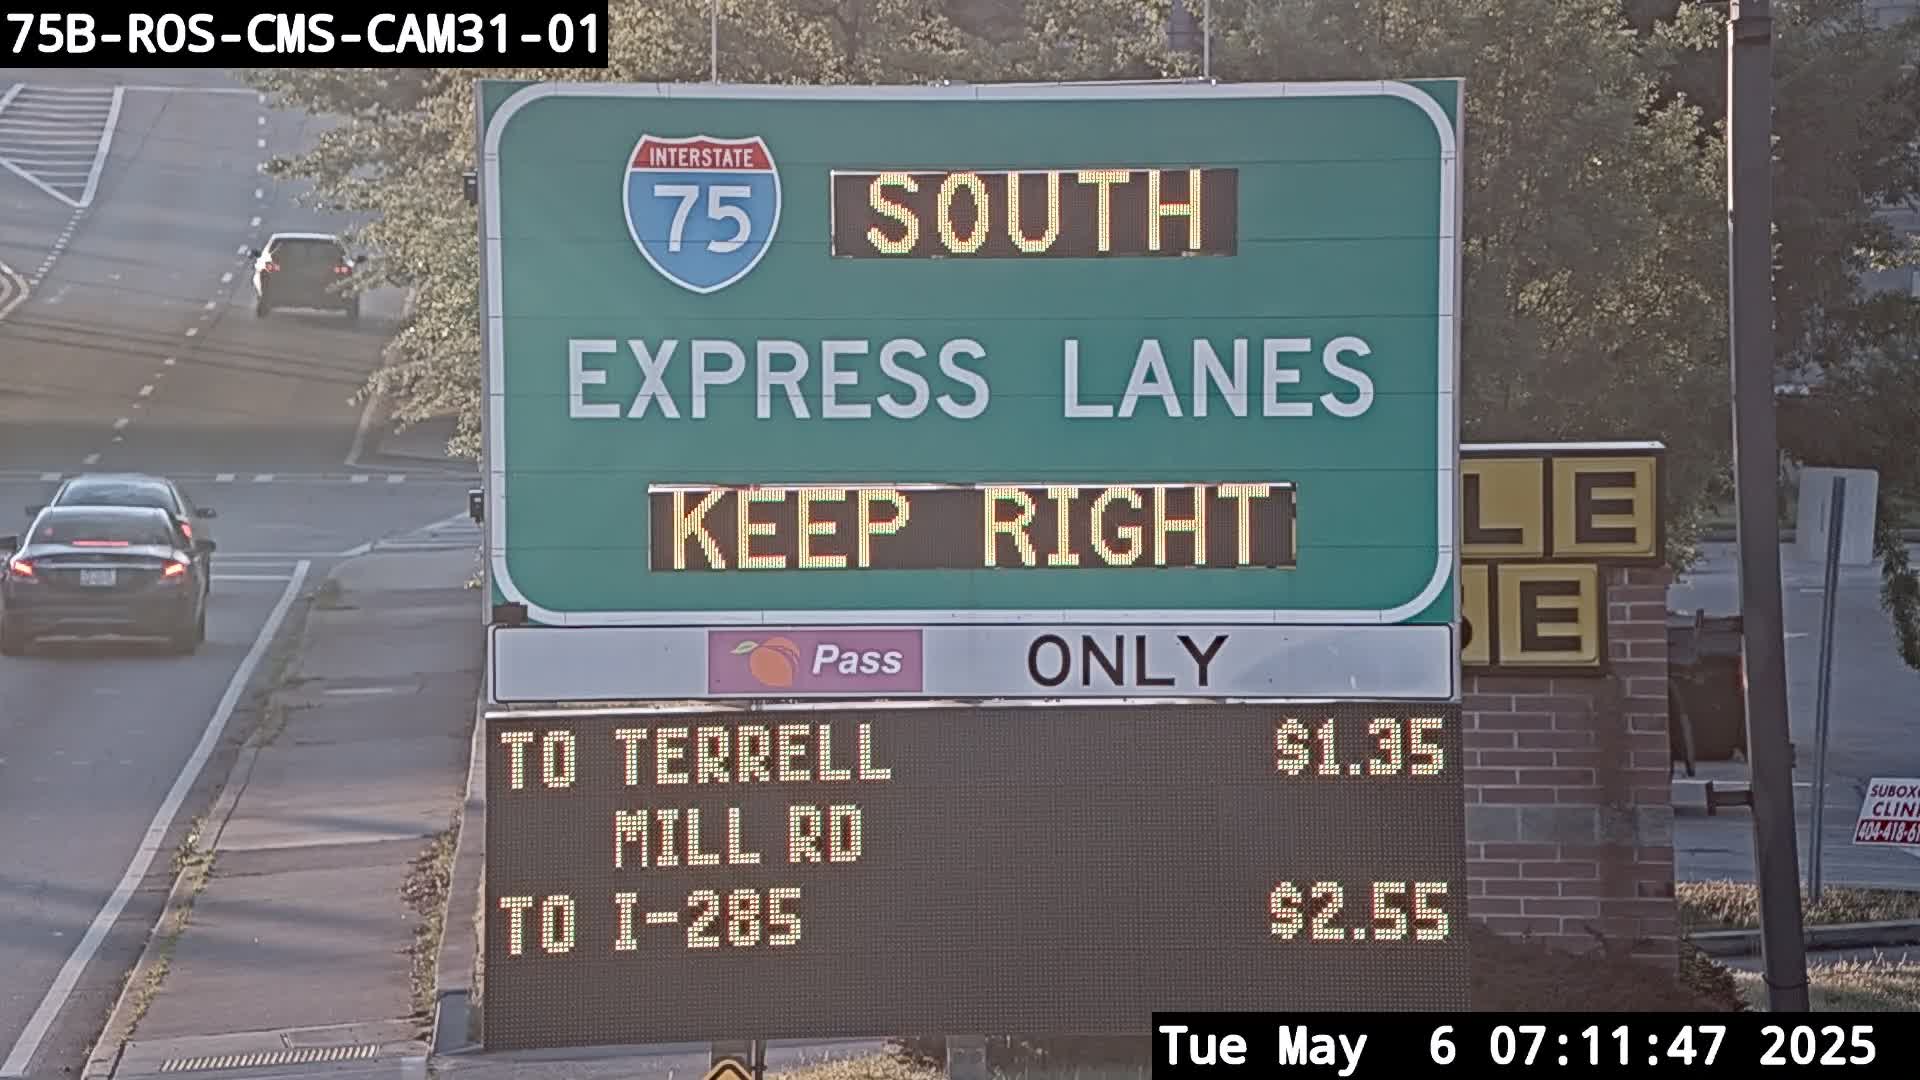 75B-ROS-CMS-CAM31-01
INTERSTATE
75
SOUTH
EXPRESS LANES
KEEP RIGHT
Pass ONLY
TO TERRELL $1.35
MILL RD
TO I-285 $2.55
LE
E
Tue May 6 07:11:47 2025